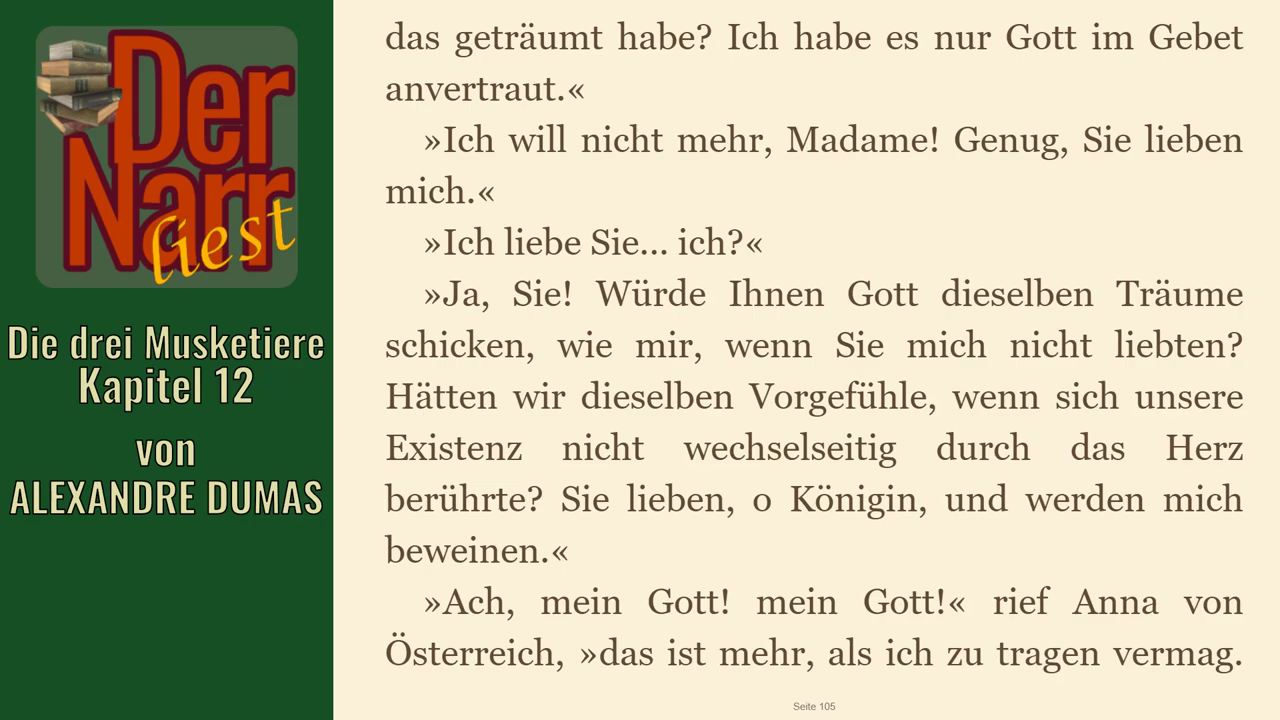 Der
Narr
liest
Die drei Musketiere
Kapitel 12
von
ALEXANDRE DUMAS
das geträumt habe? Ich habe es nur Gott im Gebet
anvertraut.«
»Ich will nicht mehr, Madame! Genug, Sie lieben
mich.«
»Ich liebe Sie... ich?«
»Ja, Sie! Würde Ihnen Gott dieselben Träume
schicken, wie mir, wenn Sie mich nicht liebten?
Hätten wir dieselben Vorgefühle, wenn sich unsere
Existenz nicht wechselseitig durch das Herz
berührte? Sie lieben, o Königin, und werden mich
beweinen.«
»Ach, mein Gott! mein Gott!« rief Anna von
Österreich, »das ist mehr, als ich zu tragen vermag.
Seite 105